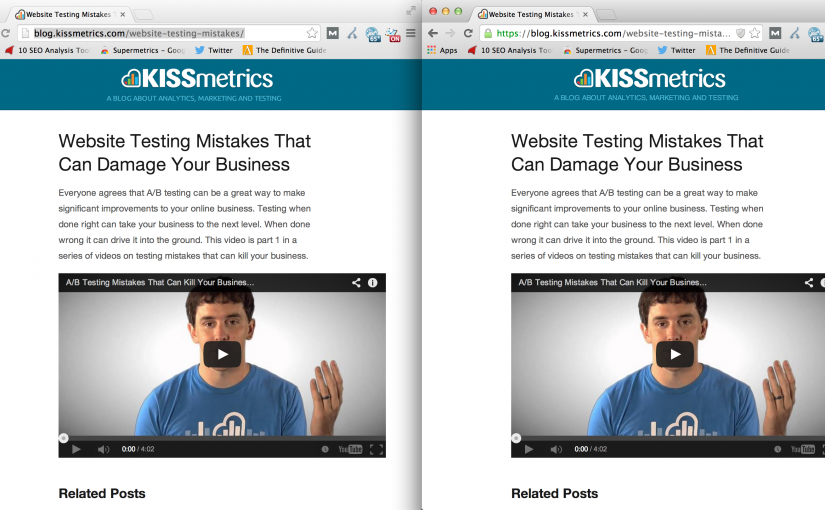 Website Testing Mistakes T
blog.kissmetrics.com/website-testing-mistakes/
65°
ON
10 SEO Analysis Too
Supermetrics – Goog
Twitter
The Definitive Guide
KISSmetrics
A BLOG ABOUT ANALYTICS, MARKETING AND TESTING
Website Testing Mistakes That
Can Damage Your Business
Everyone agrees that A/B testing can be a great way to make
significant improvements to your online business. Testing when
done right can take your business to the next level. When done
wrong it can drive it into the ground. This video is part 1 in a
series of videos on testing mistakes that can kill your business.
A/B Testing Mistakes That Can Kill Your Busines...
0:00 / 4:02
YouTube
Related Posts
Website Testing Mistakes T
https://blog.kissmetrics.com/website-testing-mista...
65°
Apps
10 SEO Analysis Too
Supermetrics – Goog
Twitter
The Definitive Guide
KISSmetrics
A BLOG ABOUT ANALYTICS, MARKETING AND TESTING
Website Testing Mistakes That
Can Damage Your Business
Everyone agrees that A/B testing can be a great way to make
significant improvements to your online business. Testing when
done right can take your business to the next level. When done
wrong it can drive it into the ground. This video is part 1 in a
series of videos on testing mistakes that can kill your business.
A/B Testing Mistakes That Can Kill Your Busines...
0:00 / 4:02
YouTube
Related Posts